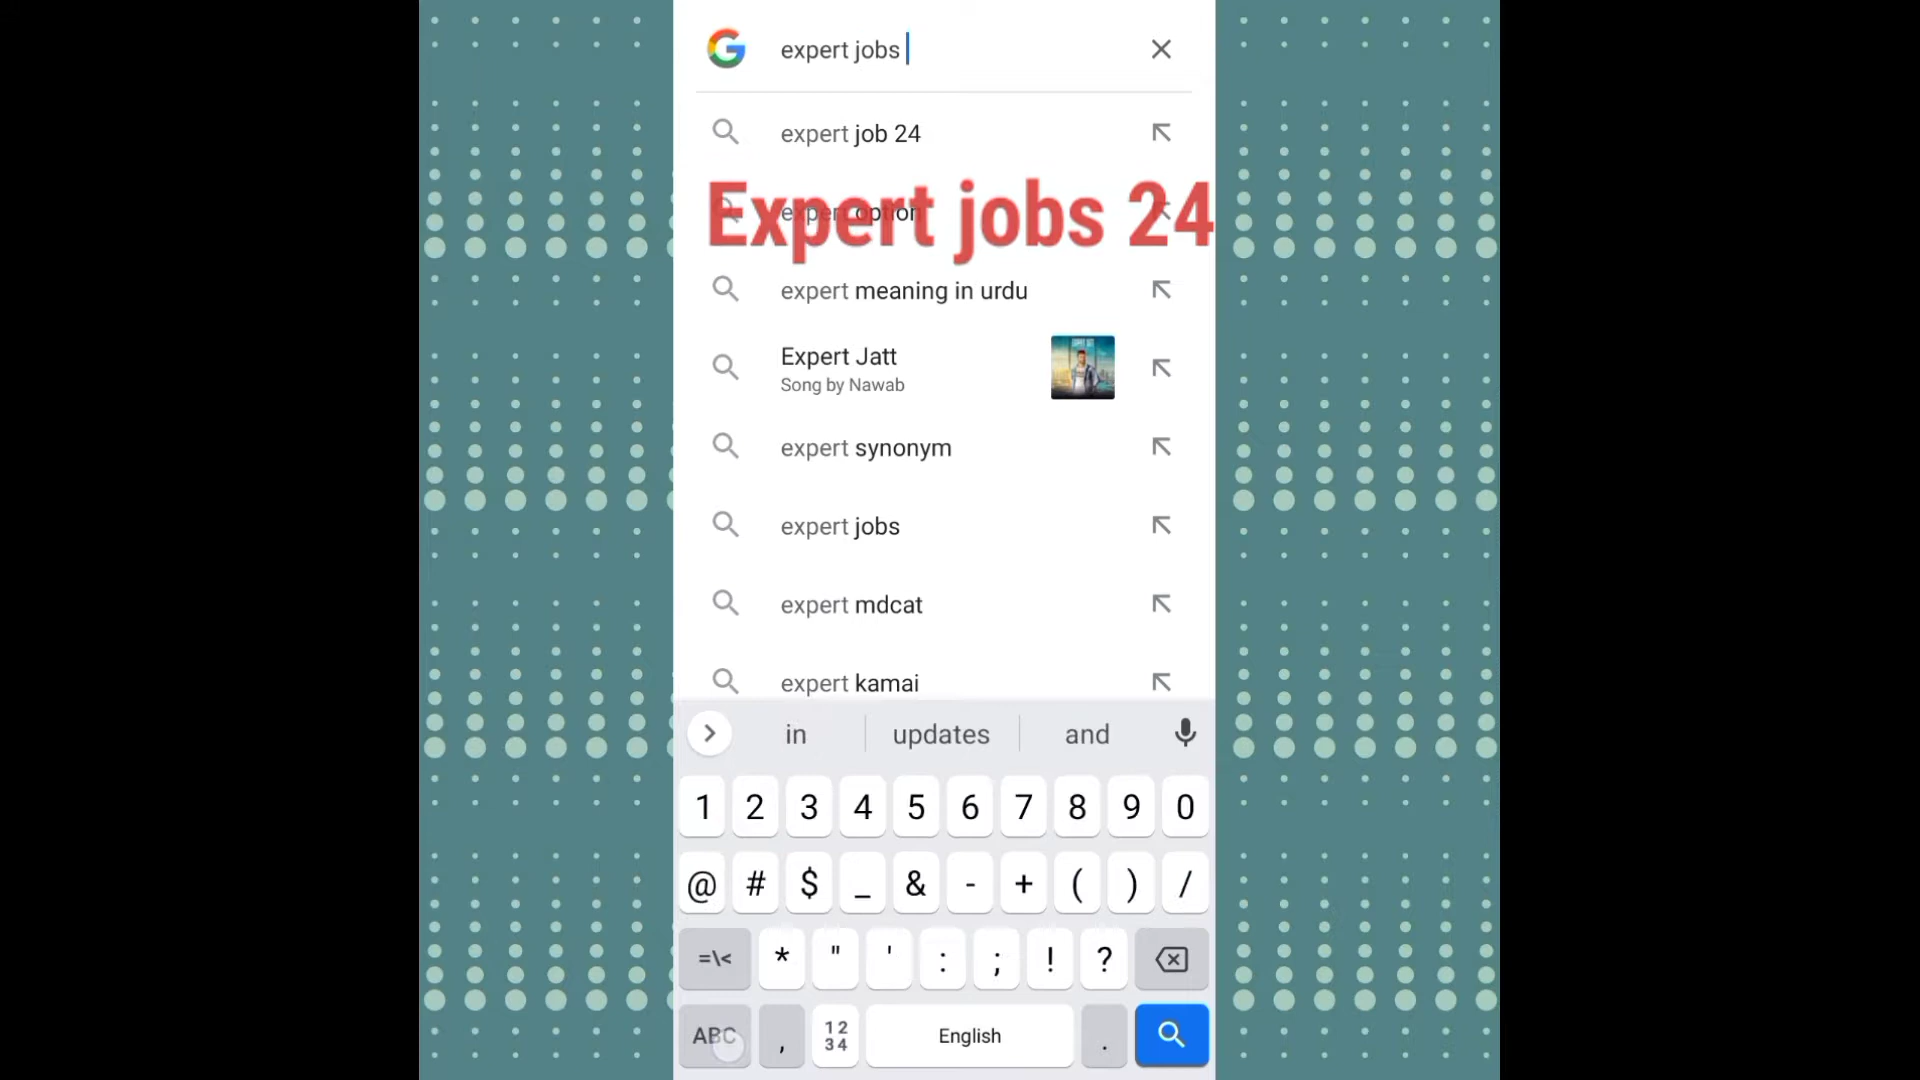 expert jobs
expert job 24
Expert jobs 24
expert option
expert meaning in urdu
Expert Jatt
Song by Nawab
expert synonym
expert jobs
expert mdcat
expert kamai
in updates and
1 2 3 4 5 6 7 8 9 0
@ # $ _ & - + ( ) /
=\< * " ' : ; ! ?
ABC , 12 English .
34